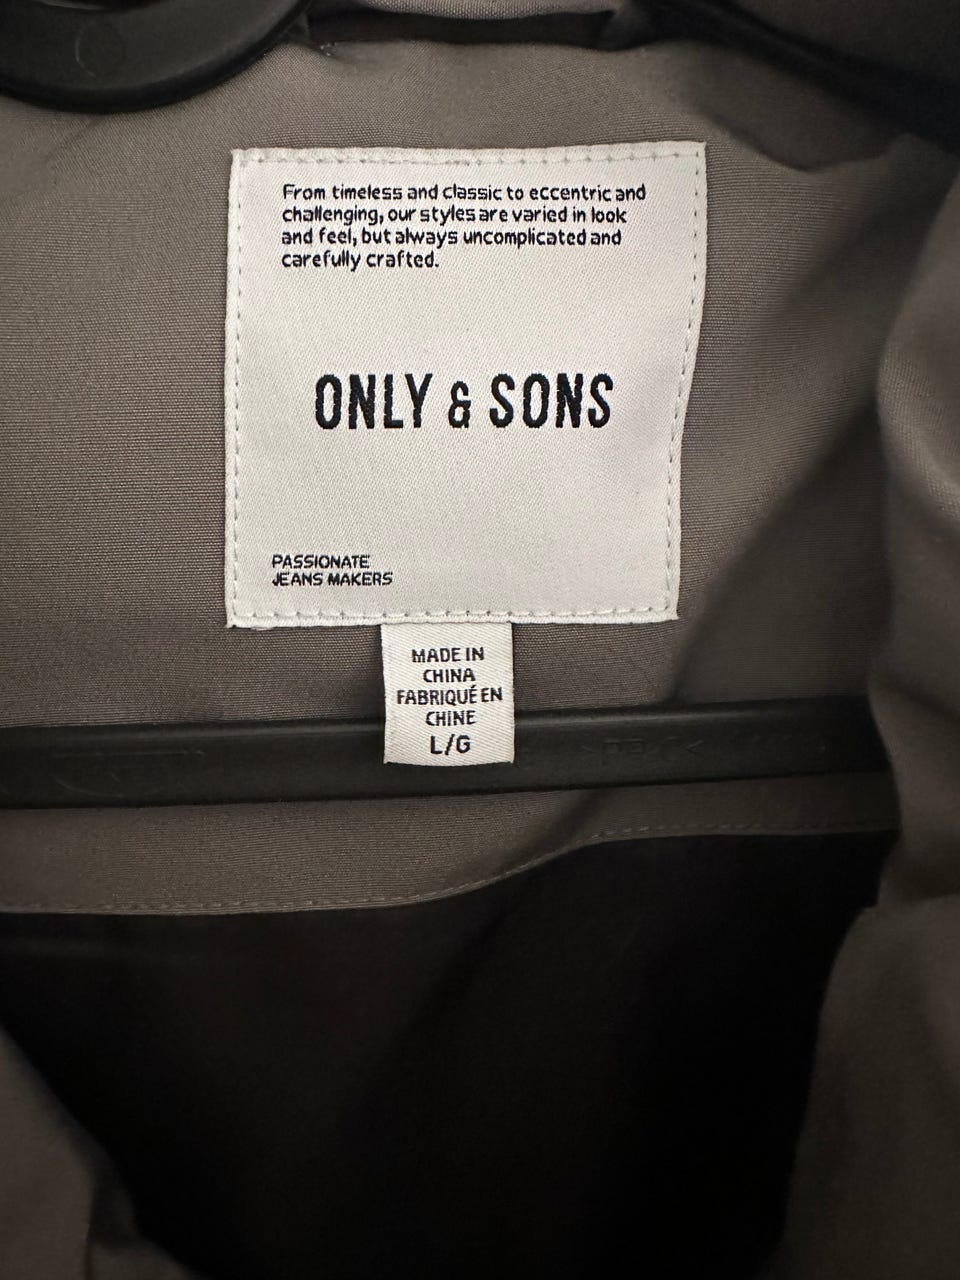 From timeless and classic to eccentric and
challenging, our styles are varied in look
and feel, but always uncomplicated and
carefully crafted.
ONLY & SONS
PASSIONATE
JEANS MAKERS
MADE IN
CHINA
FABRIQUÉ EN
CHINE
L/G